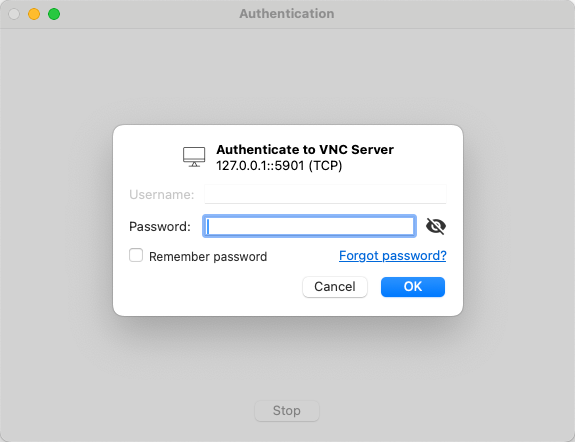 Authentication
Authenticate to VNC Server
127.0.0.1::5901 (TCP)
Username:
Password:
Remember password
Forgot password?
Cancel
OK
Stop